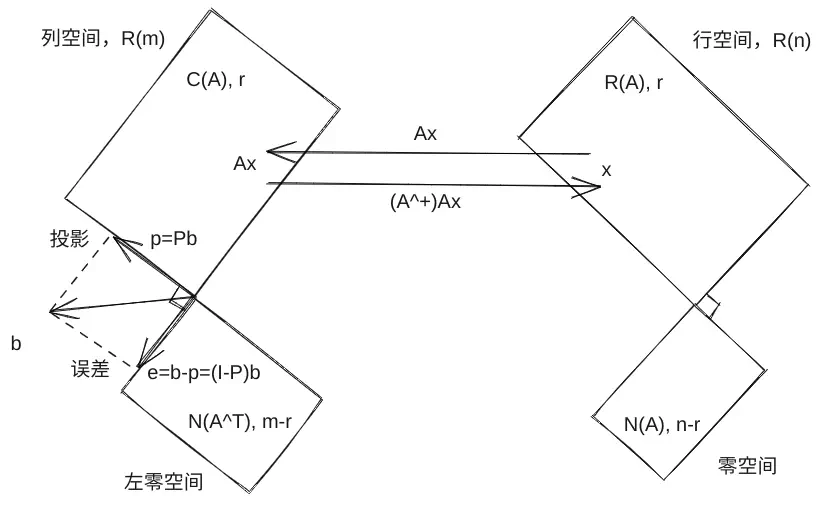 列空间，R(m)
行空间，R(n)
C(A), r
R(A), r
Ax
Ax
x
(A^+)Ax
投影
p=Pb
b
误差
e=b-p=(I-P)b
N(A^T), m-r
N(A), n-r
左零空间
零空间